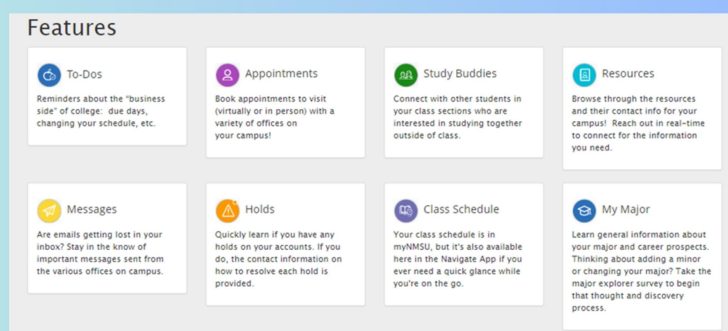 Features
To-Dos
Reminders about the "business
side" of college: due days,
changing your schedule, etc.
Appointments
Book appointments to visit
(virtually or in person) with a
variety of offices on
your campus!
Study Buddies
Connect with other students in
your class sections who are
interested in studying together
outside of class.
Resources
Browse through the resources
and their contact info for your
campus! Reach out in real-time
to connect for the information
you need.
Messages
Are emails getting lost in your
inbox? Stay in the know of
important messages sent from
the various offices on campus.
Holds
Quickly learn if you have any
holds on your accounts. If you
do, the contact information on
how to resolve each hold is
provided.
Class Schedule
Your class schedule is in
myNMSU, but it's also available
here in the Navigate App if you
ever need a quick glance while
you're on the go.
My Major
Learn general information about
your major and career prospects.
Thinking about adding a minor
or changing your major? Take the
major explorer survey to begin
that thought and discovery
process.